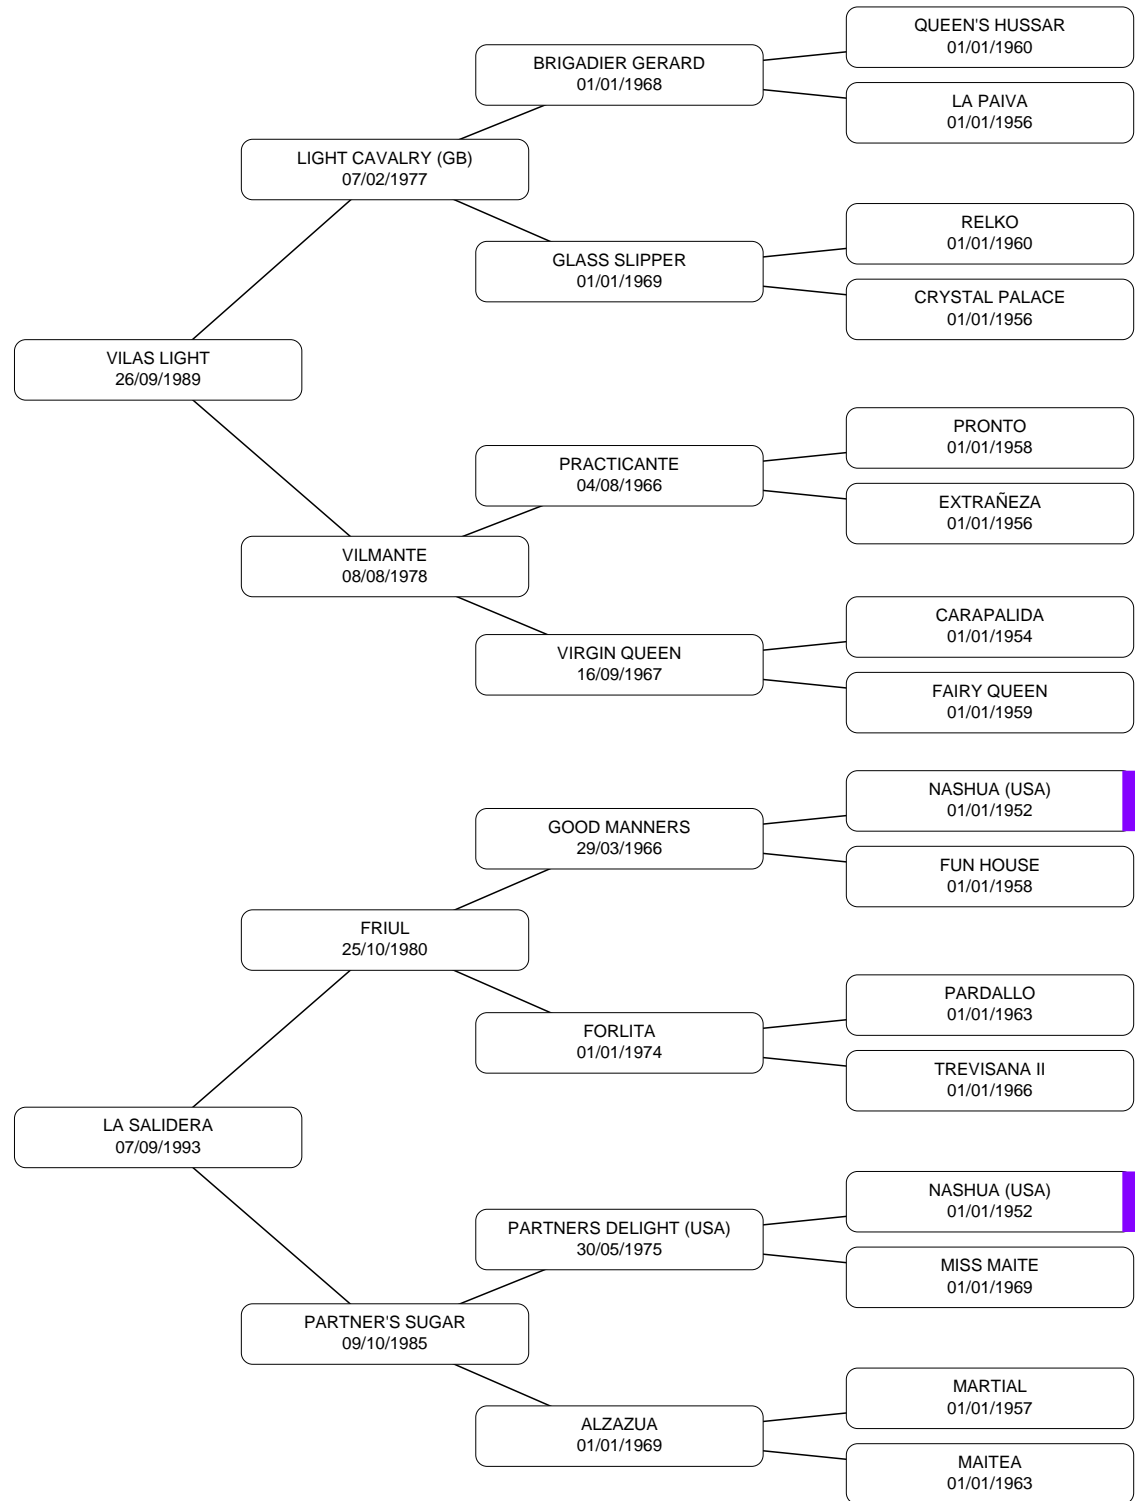 QUEEN'S HUSSAR
01/01/1960
BRIGADIER GERARD
01/01/1968
LA PAIVA
01/01/1956
LIGHT CAVALRY (GB)
07/02/1977
RELKO
01/01/1960
GLASS SLIPPER
01/01/1969
CRYSTAL PALACE
01/01/1956
VILAS LIGHT
26/09/1989
PRONTO
01/01/1958
PRACTICANTE
04/08/1966
EXTRAÑEZA
01/01/1956
VILMANTE
08/08/1978
CARAPALIDA
01/01/1954
VIRGIN QUEEN
16/09/1967
FAIRY QUEEN
01/01/1959
NASHUA (USA)
01/01/1952
GOOD MANNERS
29/03/1966
FUN HOUSE
01/01/1958
FRIUL
25/10/1980
PARDALLO
01/01/1963
FORLITA
01/01/1974
TREVISANA II
01/01/1966
LA SALIDERA
07/09/1993
NASHUA (USA)
01/01/1952
PARTNERS DELIGHT (USA)
30/05/1975
MISS MAITE
01/01/1969
PARTNER'S SUGAR
09/10/1985
MARTIAL
01/01/1957
ALZAZUA
01/01/1969
MAITEA
01/01/1963